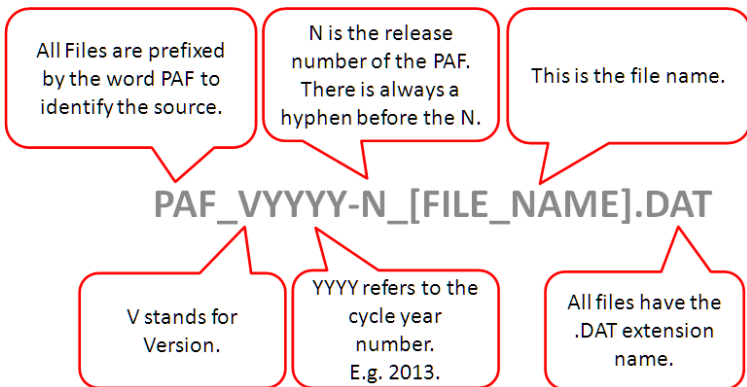 All Files are prefixed
by the word PAF to
identify the source.
N is the release
number of the PAF.
There is always a
hyphen before the N.
This is the file name.
PAF_VYYYY-N_[FILE_NAME].DAT
V stands for
Version.
YYYY refers to the
cycle year
number.
E.g. 2013.
All files have the
.DAT extension
name.